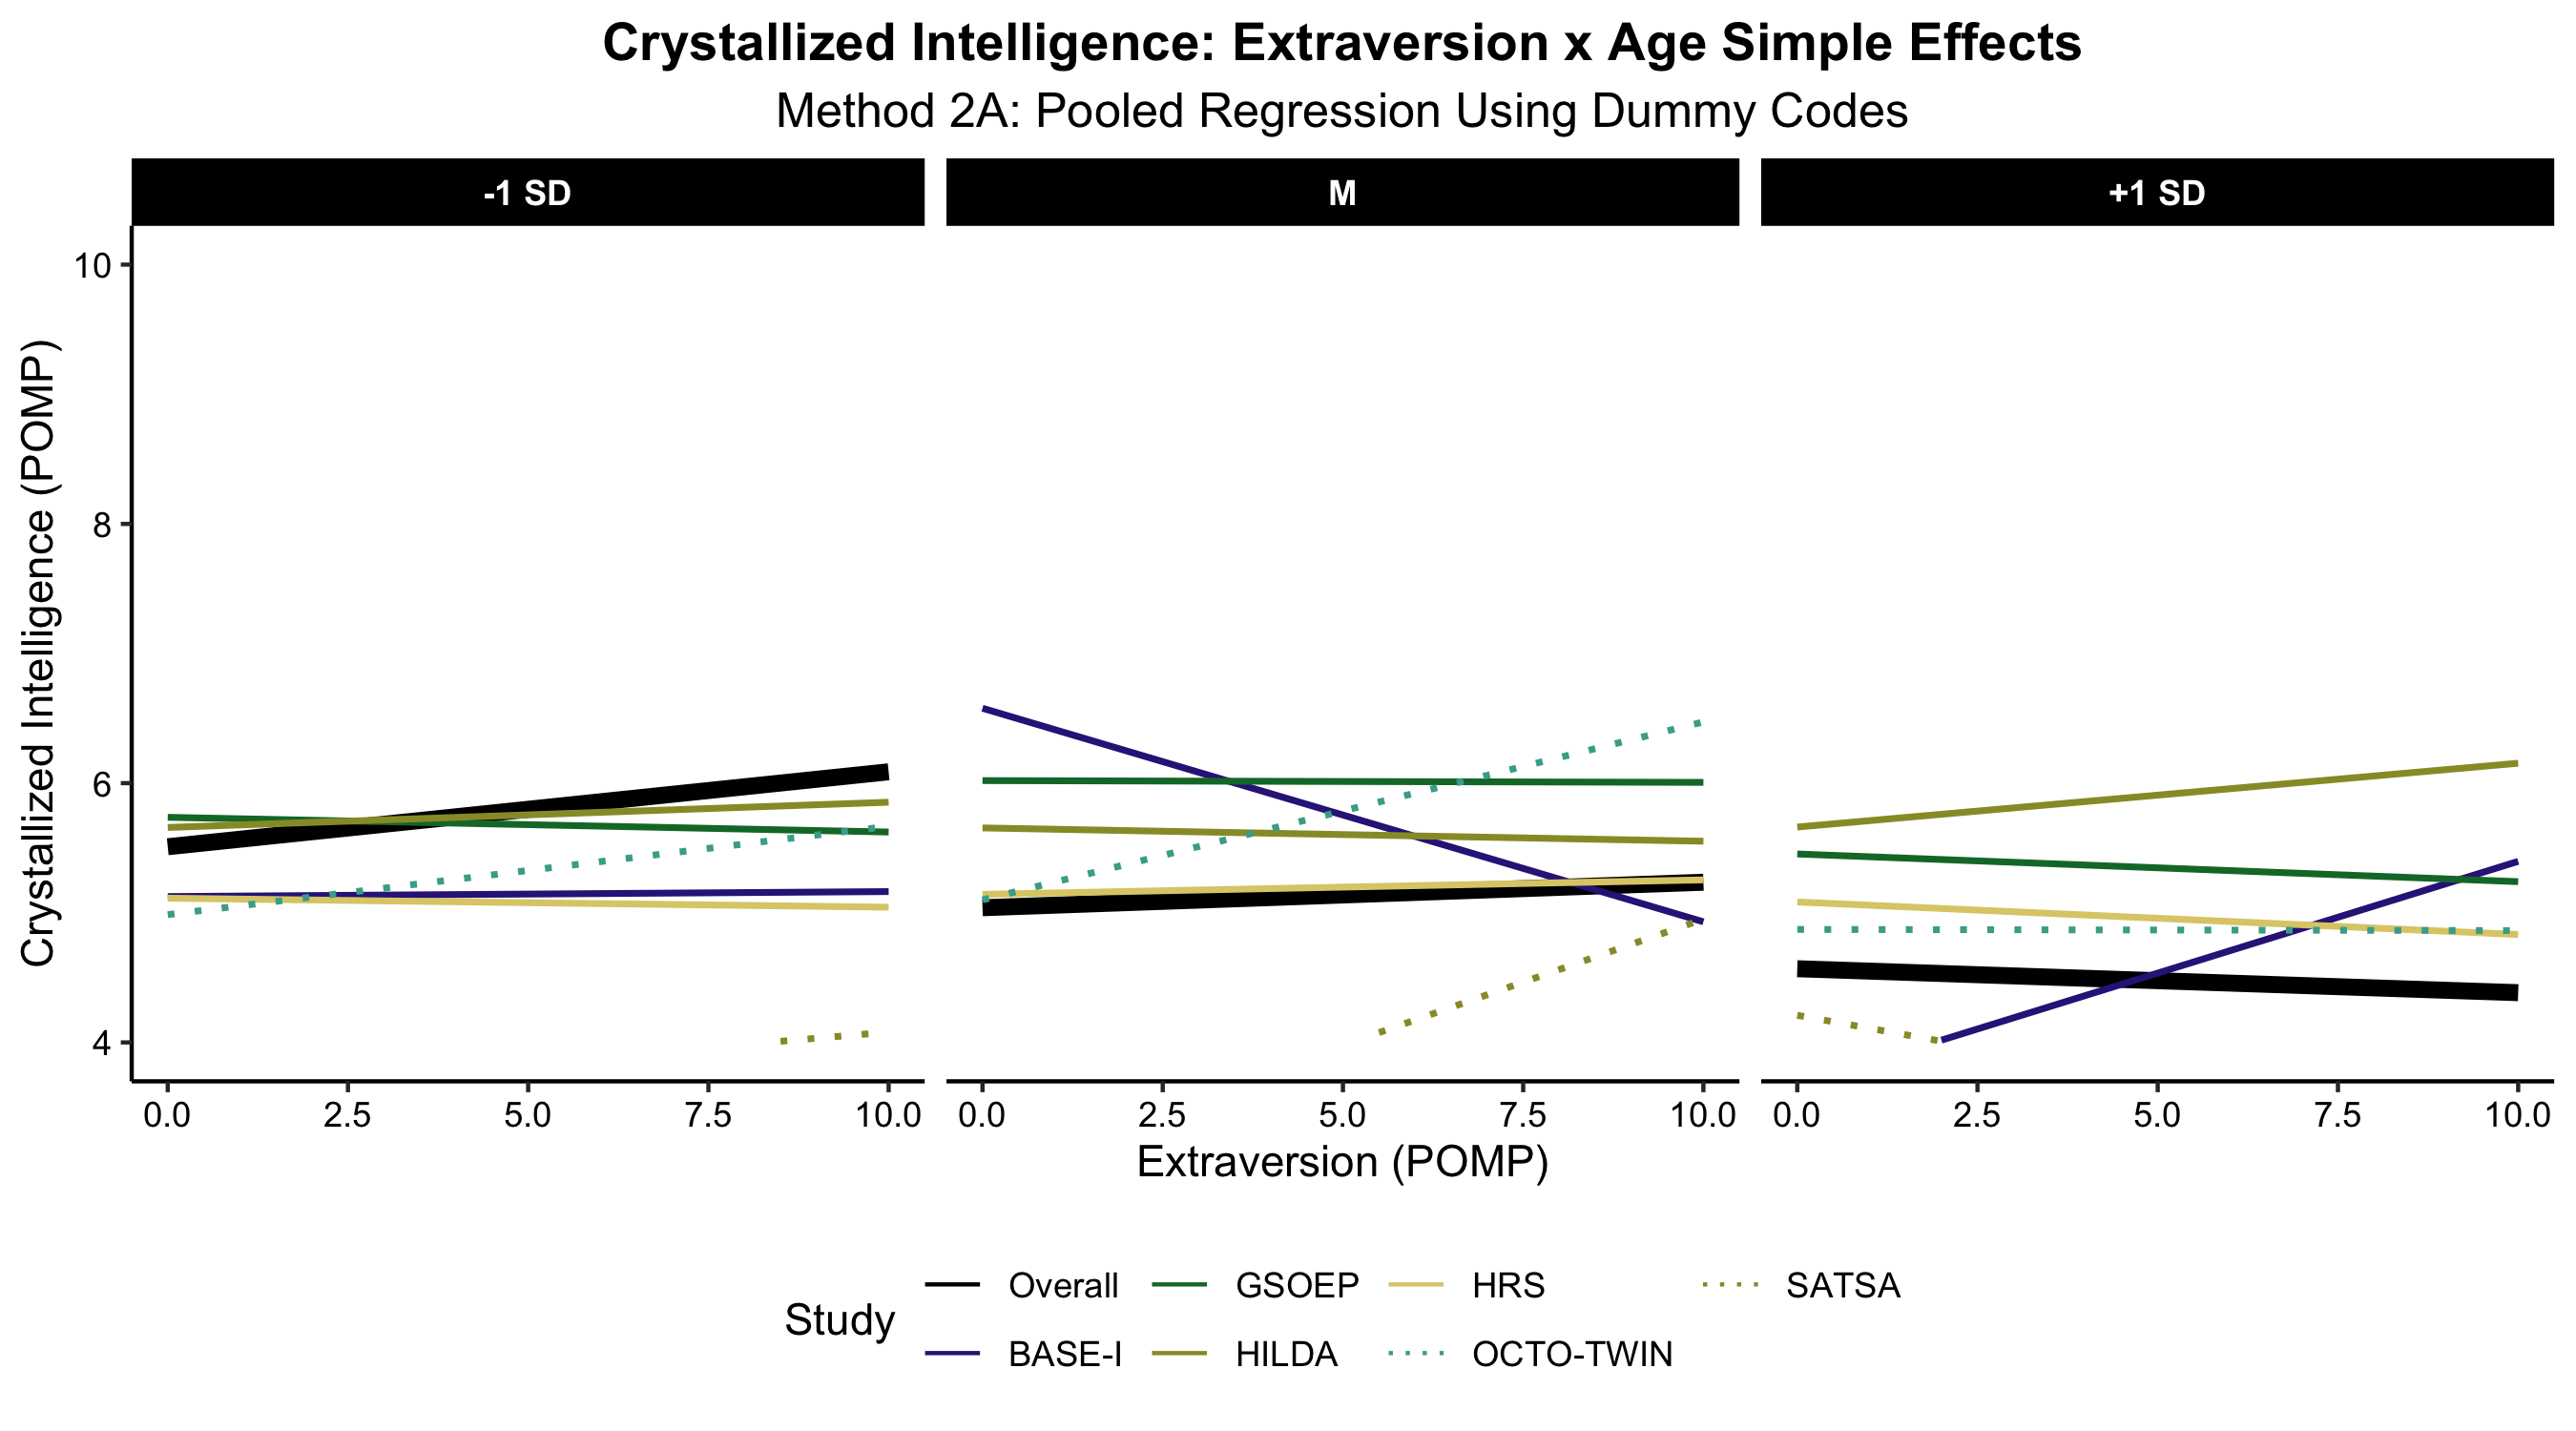 Crystallized Intelligence: Extraversion x Age Simple Effects
Method 2A: Pooled Regression Using Dummy Codes
-1 SD
M
+1 SD
Crystallized Intelligence (POMP)
10
8
6
4
0.0 2.5 5.0 7.5 10.0 0.0 2.5 5.0 7.5 10.0 0.0 2.5 5.0 7.5 10.0
Extraversion (POMP)
Study
Overall GSOEP HRS SATSA
BASE-I HILDA OCTO-TWIN